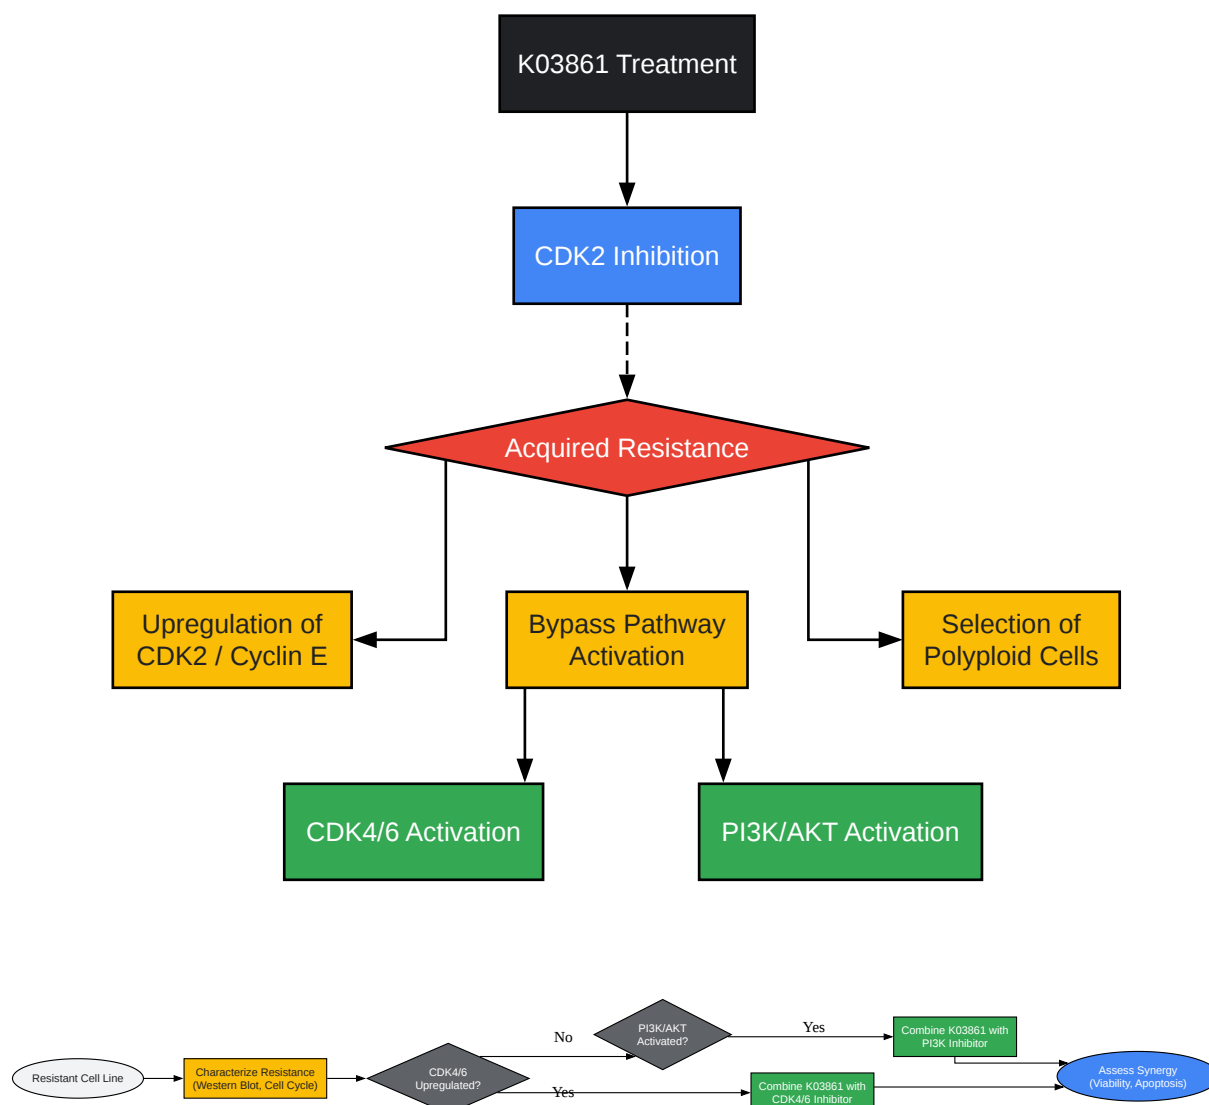 K03861 Treatment
CDK2 Inhibition
Acquired Resistance
Upregulation of
CDK2 / Cyclin E
Bypass Pathway
Activation
Selection of
Polyploid Cells
CDK4/6 Activation
PI3K/AKT Activation
Resistant Cell Line
Characterize Resistance
(Western Blot, Cell Cycle)
CDK4/6
Upregulated?
No
PI3K/AKT
Activated?
Yes
Combine K03861 with
PI3K Inhibitor
Yes
Combine K03861 with
CDK4/6 Inhibitor
Assess Synergy
(Viability, Apoptosis)